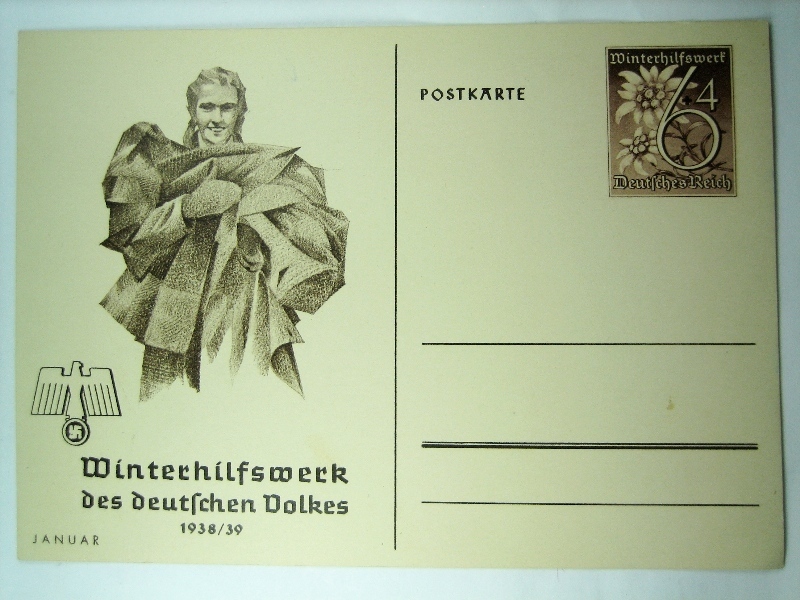 Winterhilfswerk
des deutſchen Volkes
1938/39
JANUAR
POSTKARTE
Winterhilfswerk
6+4
Deutſches Reich